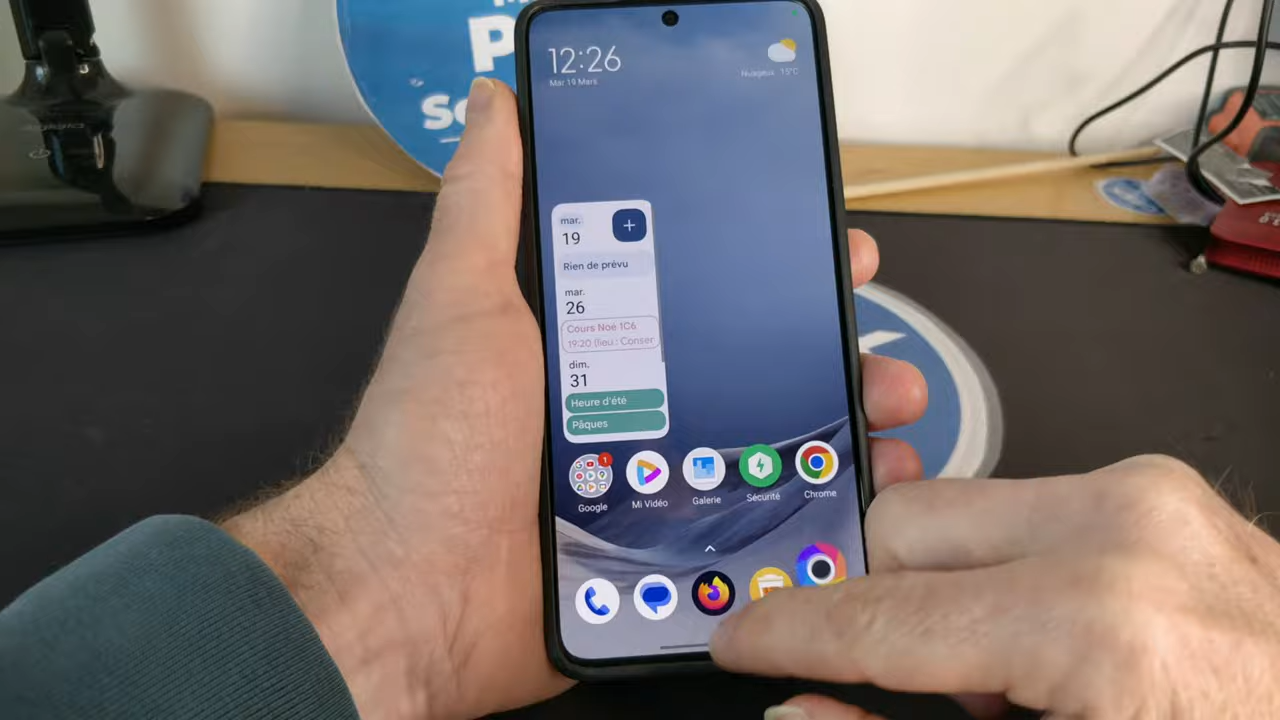 12:26
Mar 19 Mars
Nuageux 15°C
mar.
19
+
Rien de prévu
mar.
26
Cours Noé 1C6
19:20 (lieu : Conser
dim.
31
Heure d'été
Pâques
1
Google
Mi Vidéo
Galerie
Sécurité
Chrome